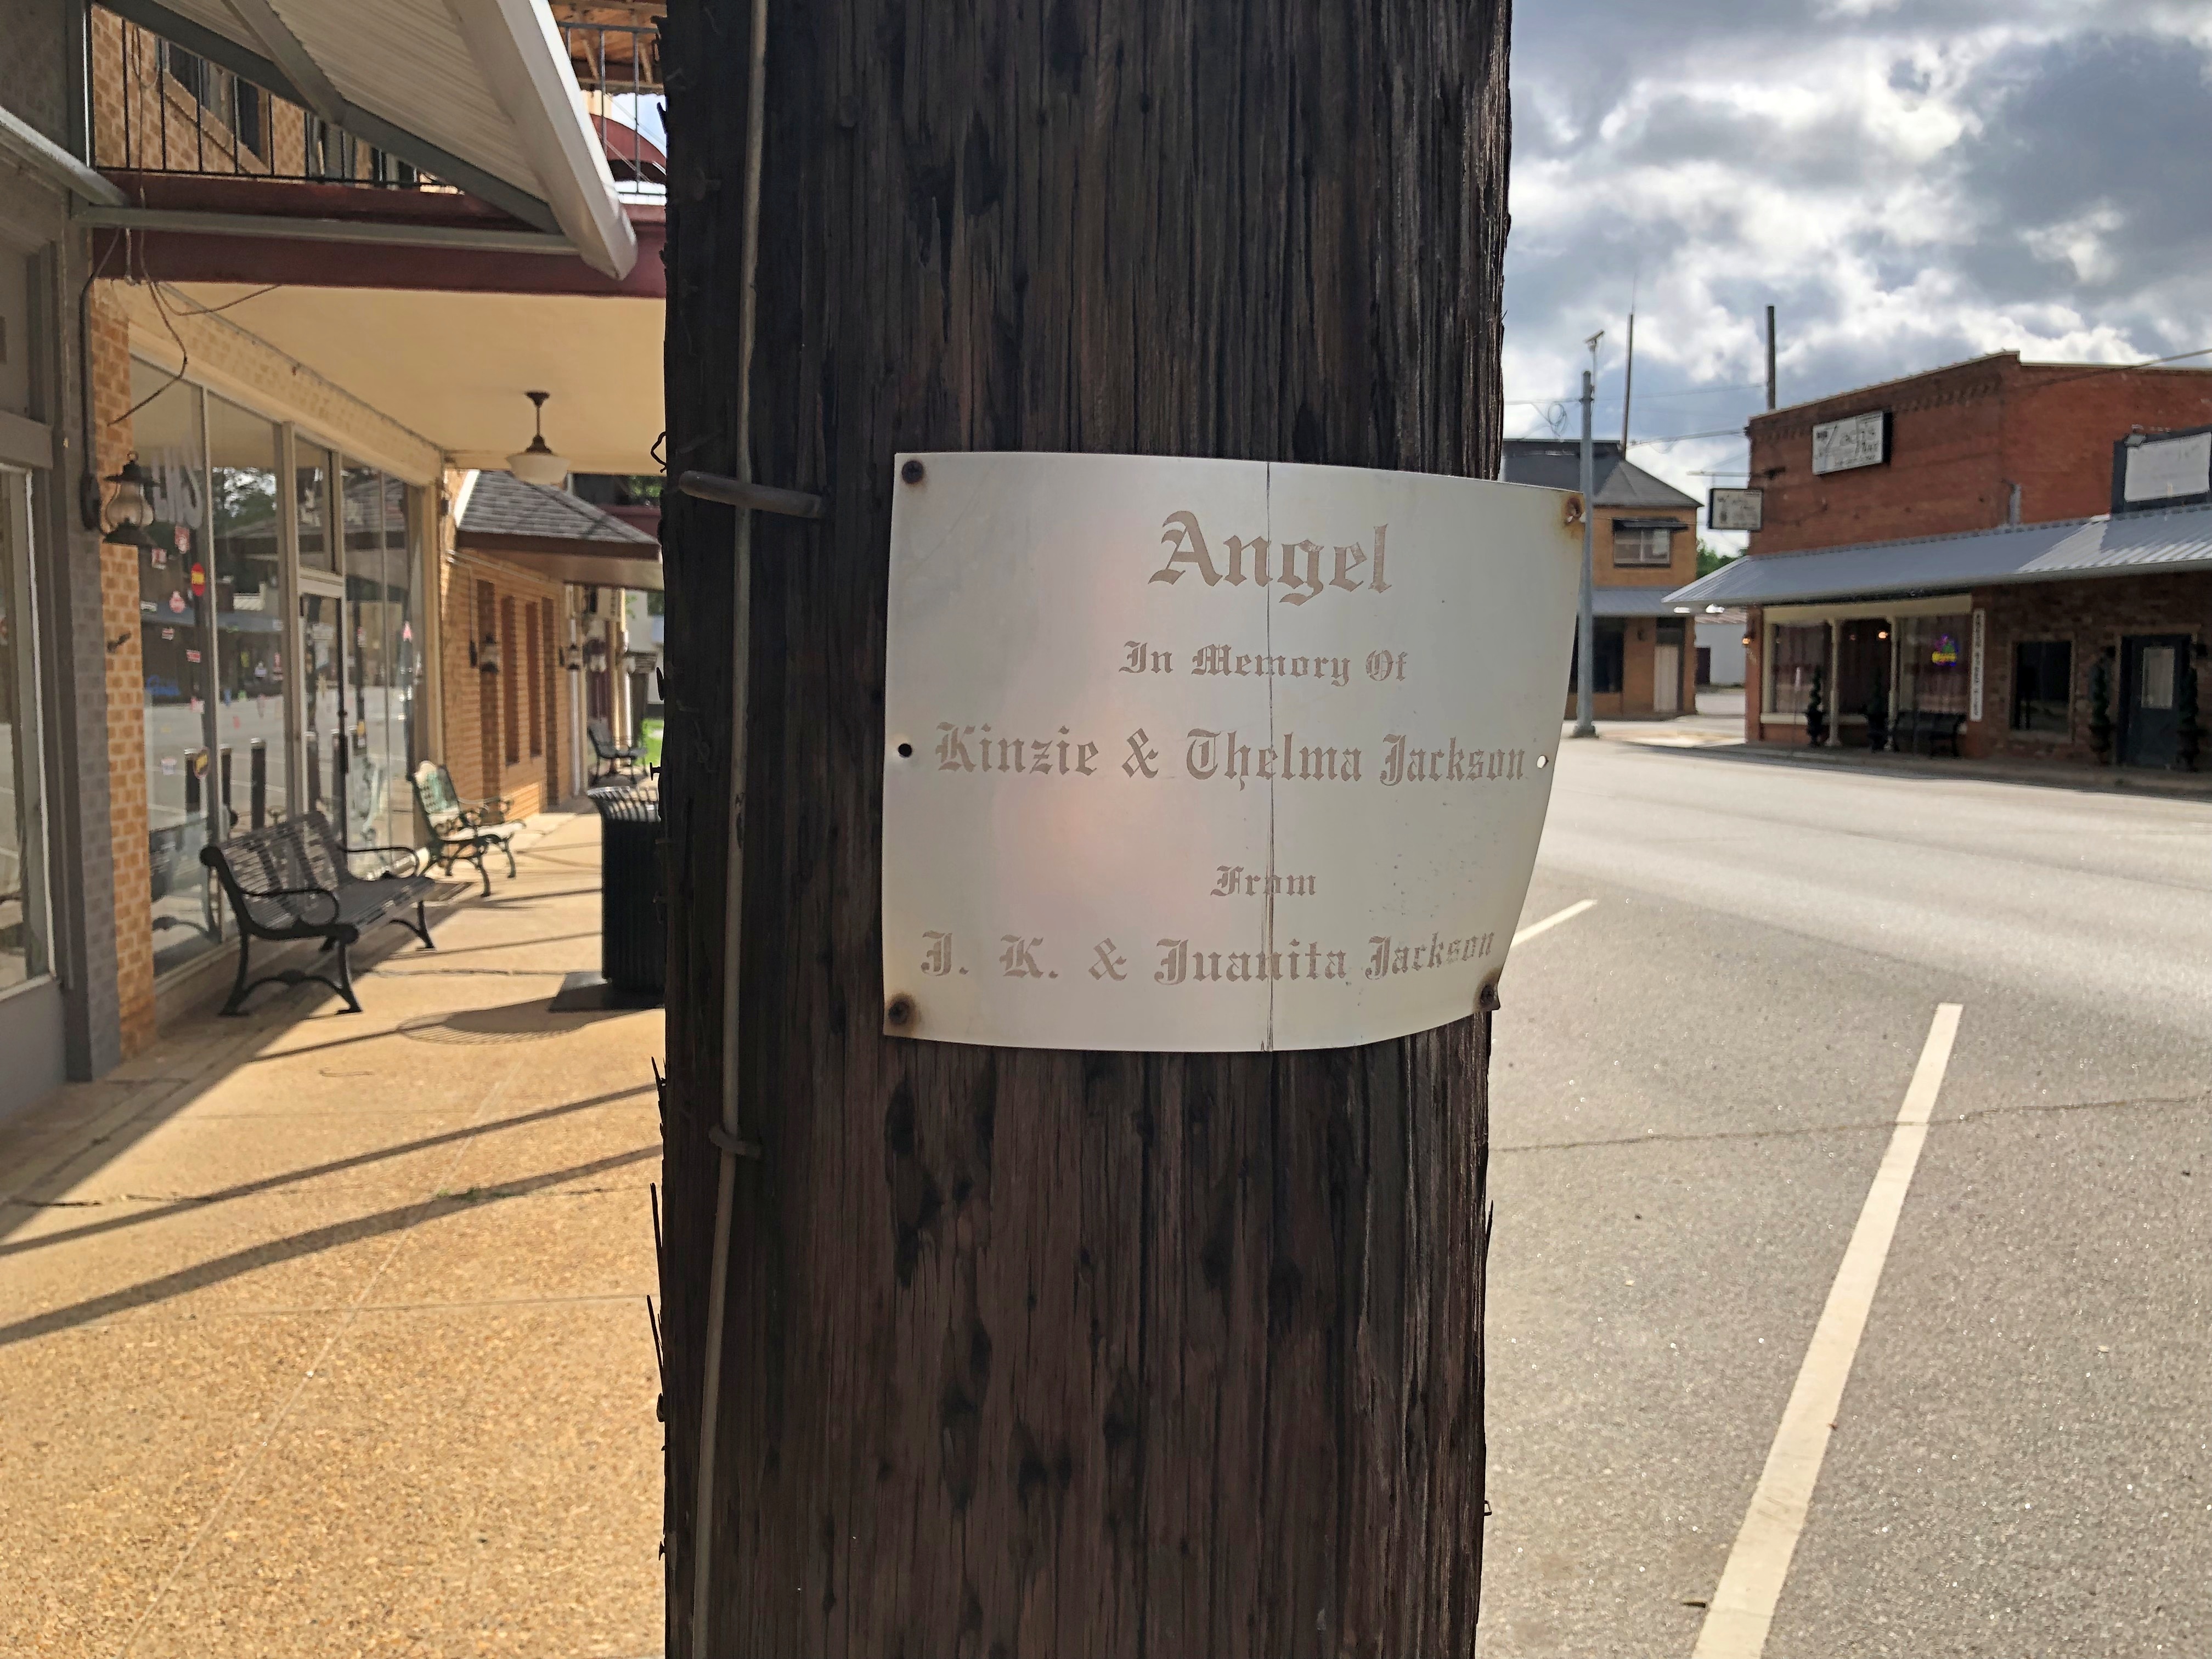 Angel
In Memory Of
Kinzie & Thelma Jackson
From
J. K. & Juanita Jackson